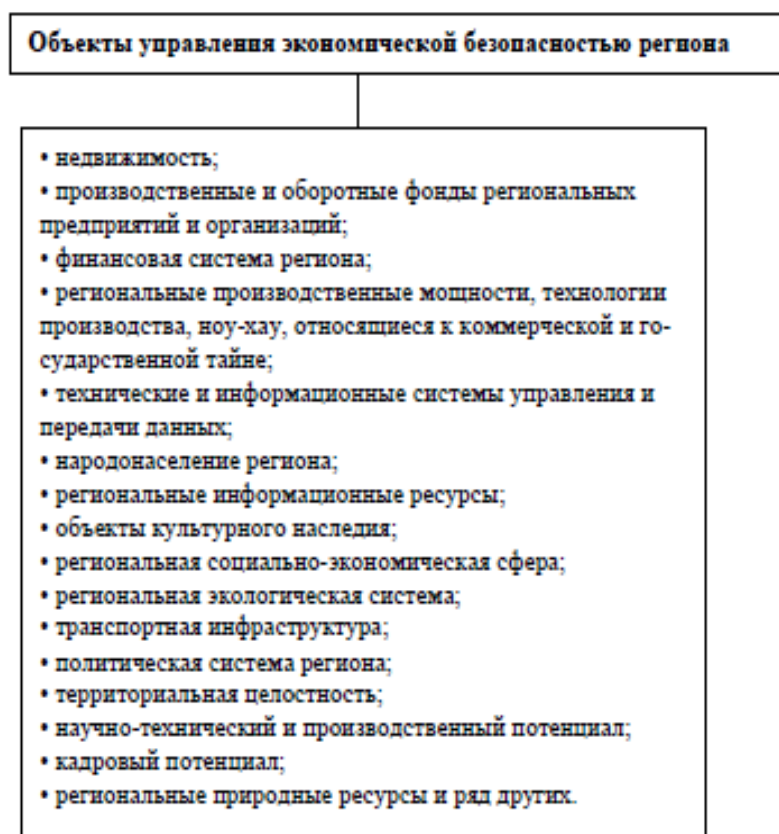 Объекты управления экономической безопасностью региона
• недвижимость;
• производственные и оборотные фонды региональных
предприятий и организаций;
• финансовая система региона;
• региональные производственные мощности, технологии
производства, ноу-хау, относящиеся к коммерческой и го-
сударственной тайне;
• технические и информационные системы управления и
передачи данных;
• народонаселение региона;
• региональные информационные ресурсы;
• объекты культурного наследия;
• региональная социально-экономическая сфера;
• региональная экологическая система;
• транспортная инфраструктура;
• политическая система региона;
• территориальная целостность;
• научно-технический и производственный потенциал;
• кадровый потенциал;
• региональные природные ресурсы и ряд других.